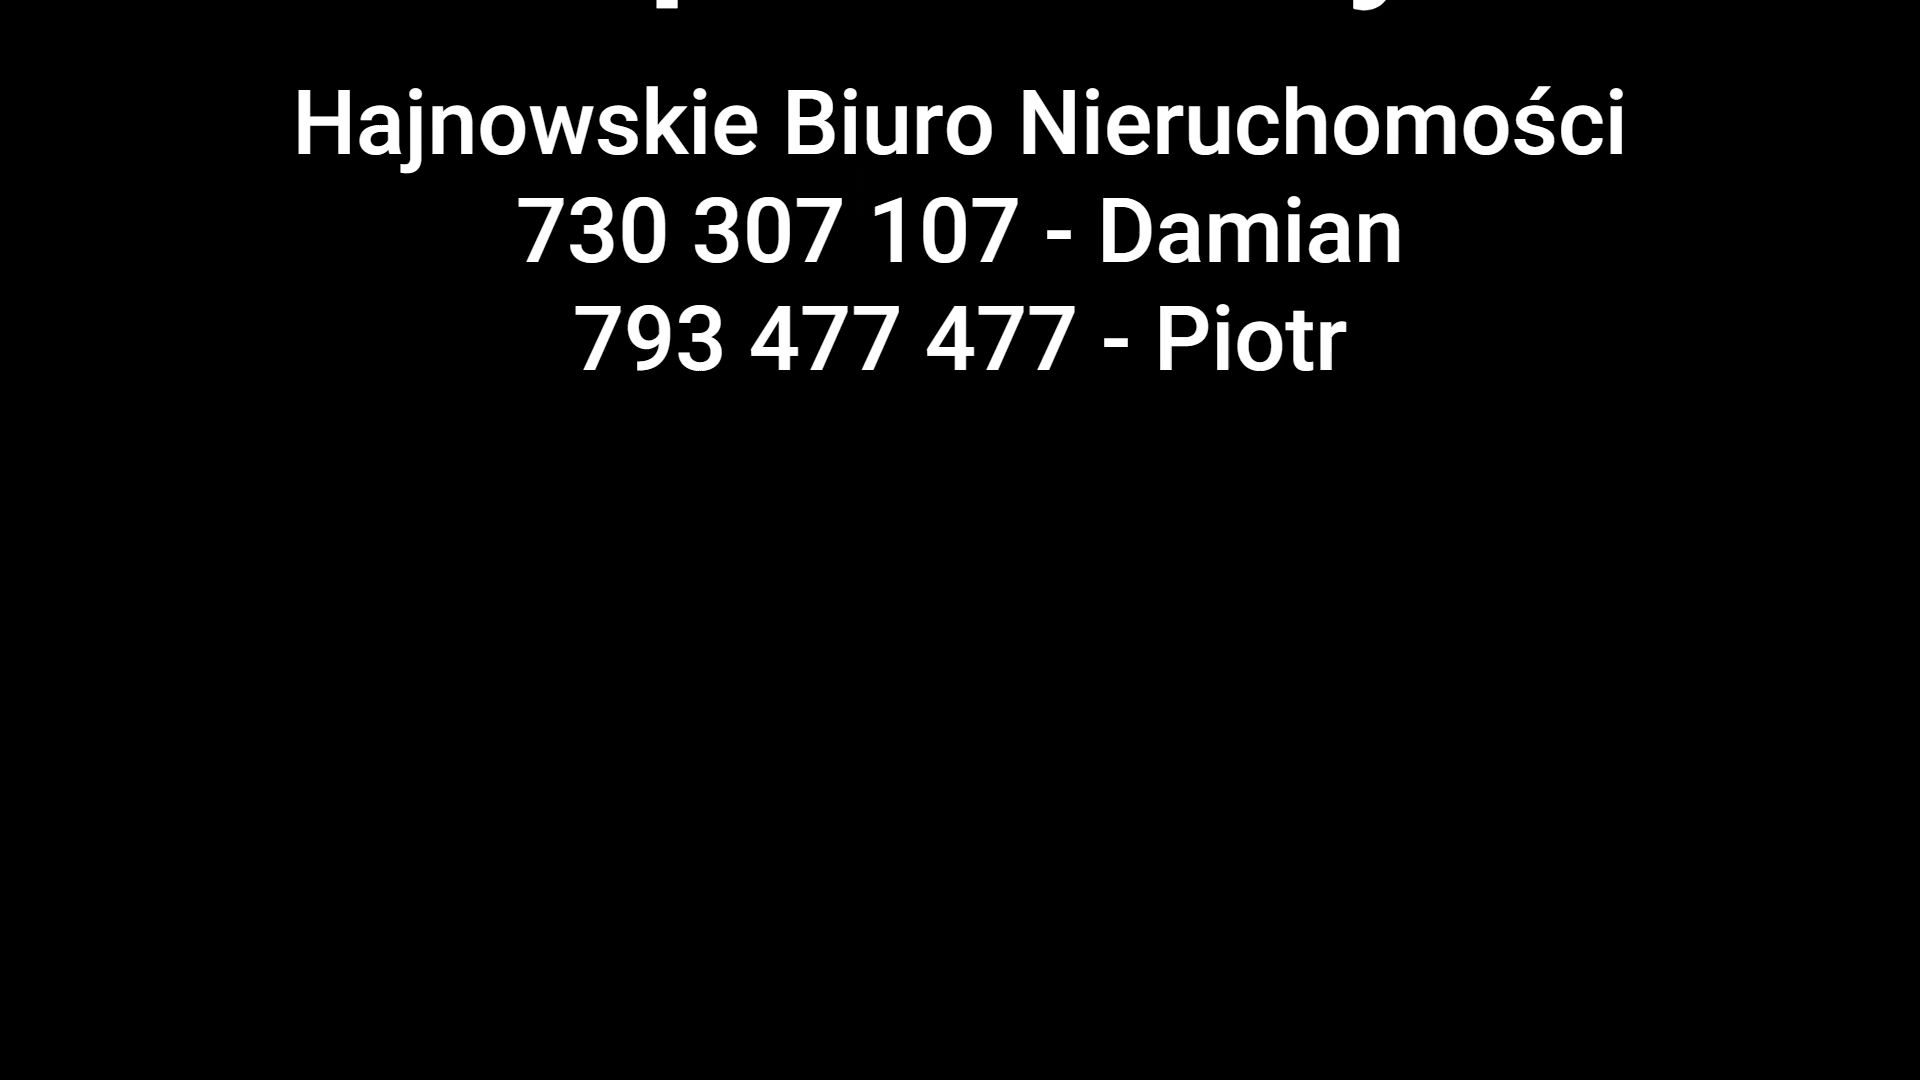 Hajnowskie Biuro Nieruchomości
730 307 107 - Damian
793 477 477 - Piotr